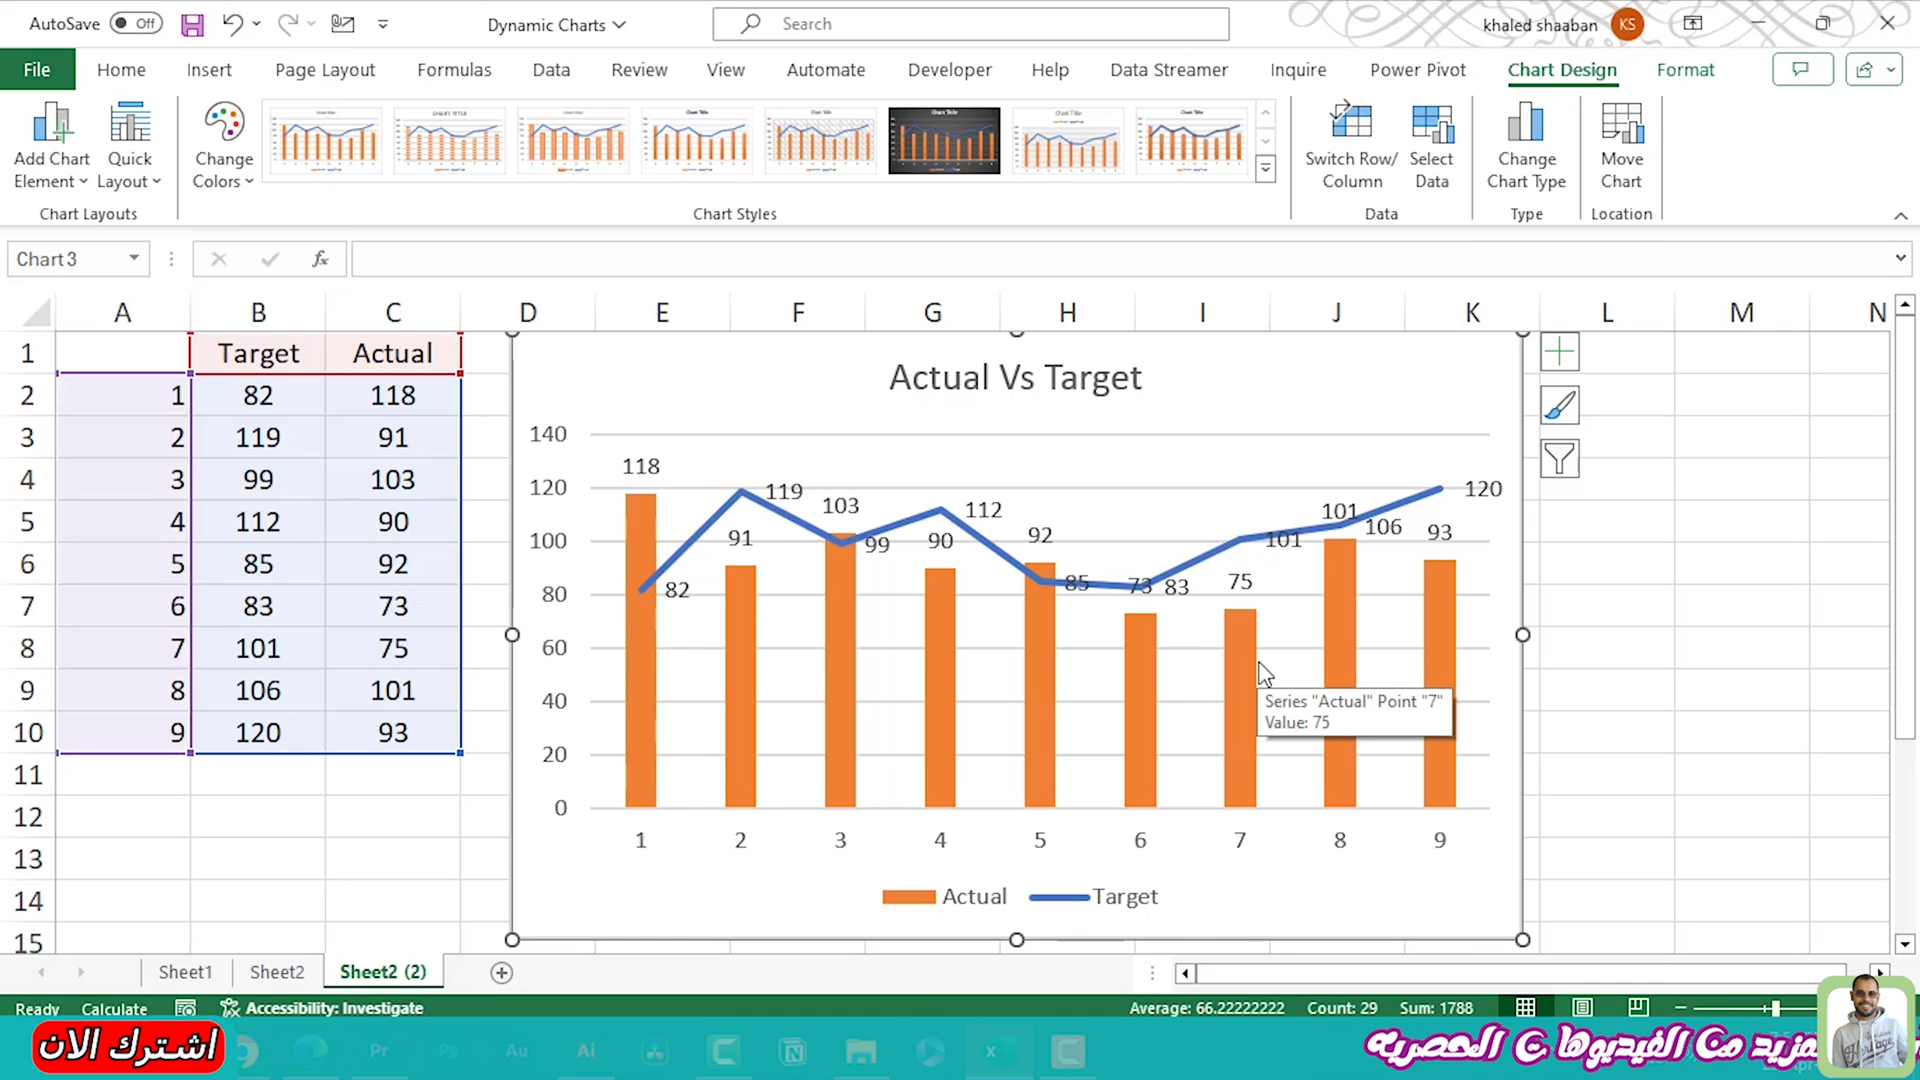 AutoSave Off Dynamic Charts Search khaled shaaban KS
File Home Insert Page Layout Formulas Data Review View Automate Developer Help Data Streamer Inquire Power Pivot Chart Design Format
Add Chart Element Quick Layout Change Colors Switch Row/ Column Select Data Change Chart Type Move Chart
Chart Layouts Chart Styles Data Type Location
Chart 3 fx
A B C D E F G H I J K L M N
1 Target Actual
2 1 82 118
3 2 119 91
4 3 99 103
5 4 112 90
6 5 85 92
7 6 83 73
8 7 101 75
9 8 106 101
10 9 120 93
11
12
13
14
15
Actual Vs Target
140
120
100
80
60
40
20
0
118 91 103 90 92 73 75 101 93
82 119 99 112 85 83 101 106 120
Series "Actual" Point "7"
Value: 75
1 2 3 4 5 6 7 8 9
Actual Target
Sheet1 Sheet2 Sheet2 (2)
Ready Calculate Accessibility: Investigate Average: 66.22222222 Count: 29 Sum: 1788
اشترك الان
Pr Ps Au Ai
الفيديوها ت الحصريه